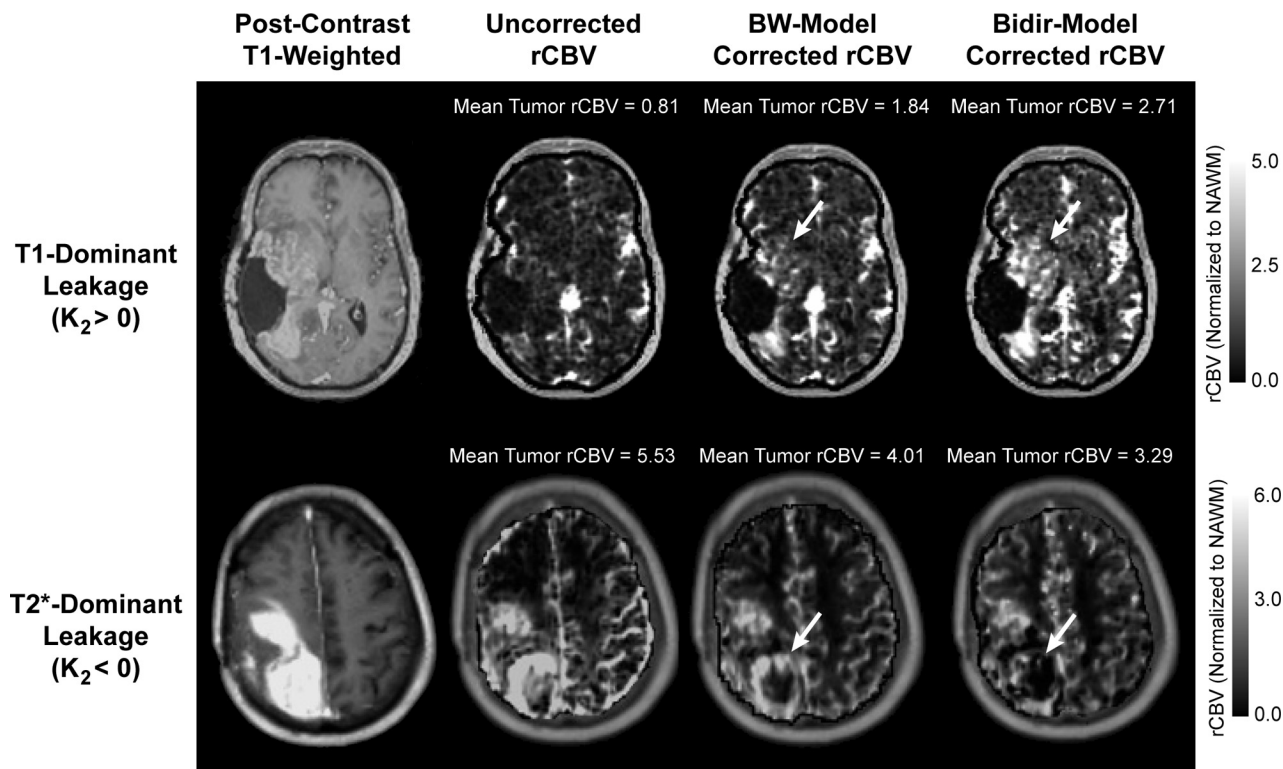 Post-Contrast
T1-Weighted
Uncorrected
rCBV
BW-Model
Corrected rCBV
Bidir-Model
Corrected rCBV
T1-Dominant
Leakage
(K₂> 0)
Mean Tumor rCBV = 0.81
Mean Tumor rCBV = 1.84
Mean Tumor rCBV = 2.71
5.0
2.5
0.0
rCBV (Normalized to NAWM)
T2*-Dominant
Leakage
(K₂< 0)
Mean Tumor rCBV = 5.53
Mean Tumor rCBV = 4.01
Mean Tumor rCBV = 3.29
6.0
3.0
0.0
rCBV (Normalized to NAWM)